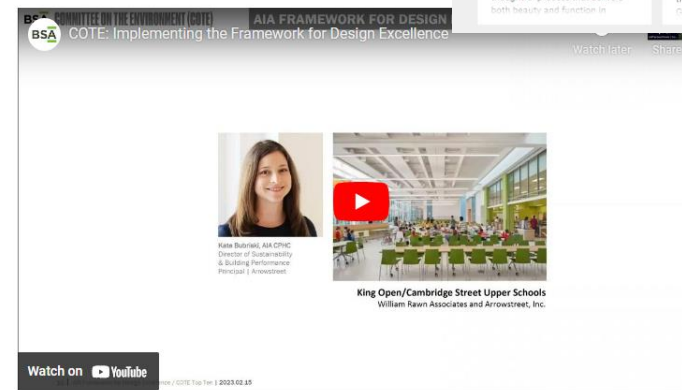 BSA COMMITTEE ON THE ENVIRONMENT (COTE)
AIA FRAMEWORK FOR DESIGN
BSA
COTE: Implementing the Framework for Design Excellence
both beauty and function in
Watch later
Share
Kate Bubriski, AIA CPHC
Director of Sustainability
& Building Performance
Principal | Arrowstreet
King Open/Cambridge Street Upper Schools
William Rawn Associates and Arrowstreet, Inc.
Watch on YouTube
/ COTE Top Ten | 2023.02.15